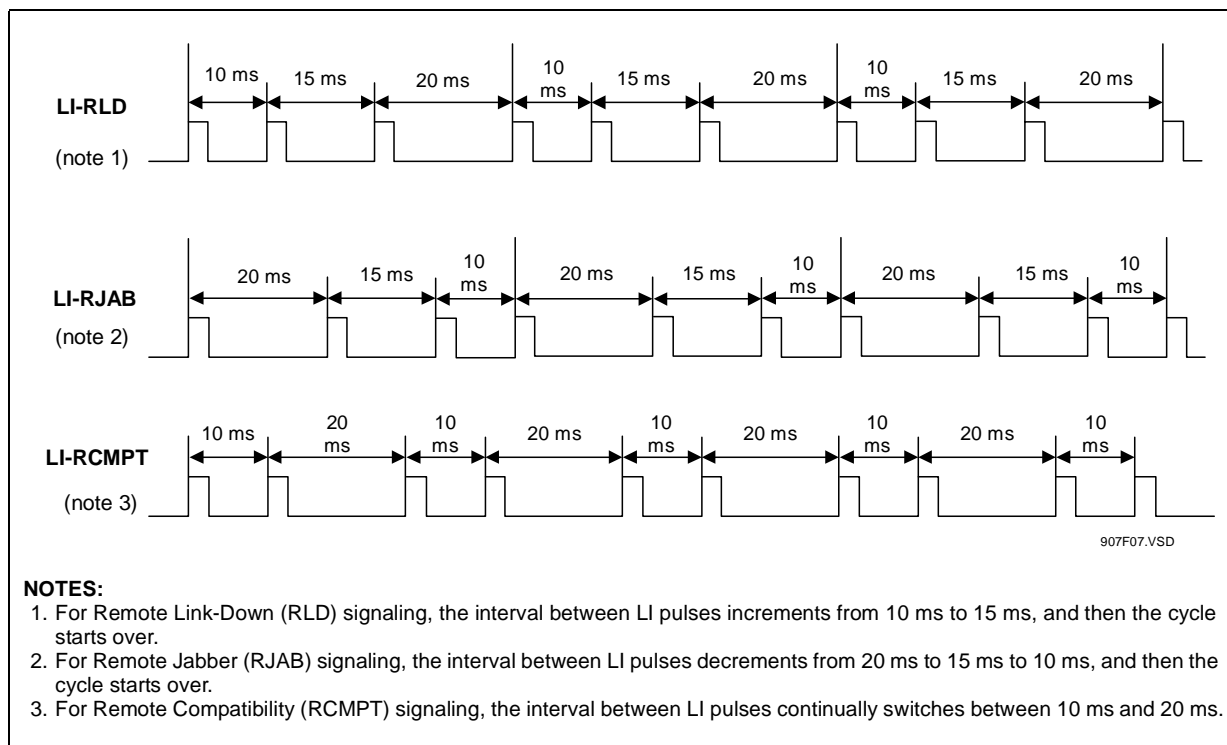 10 ms 15 ms 20 ms 10 ms 15 ms 20 ms 10 ms 15 ms 20 ms
LI-RLD
(note 1)
20 ms 15 ms 10 ms 20 ms 15 ms 10 ms 20 ms 15 ms 10 ms
LI-RJAB
(note 2)
10 ms 20 ms 10 ms 20 ms 10 ms 20 ms 10 ms 20 ms 10 ms
LI-RCMPT
(note 3)
907F07.VSD
NOTES:
1. For Remote Link-Down (RLD) signaling, the interval between LI pulses increments from 10 ms to 15 ms, and then the cycle
starts over.
2. For Remote Jabber (RJAB) signaling, the interval between LI pulses decrements from 20 ms to 15 ms to 10 ms, and then the
cycle starts over.
3. For Remote Compatibility (RCMPT) signaling, the interval between LI pulses continually switches between 10 ms and 20 ms.